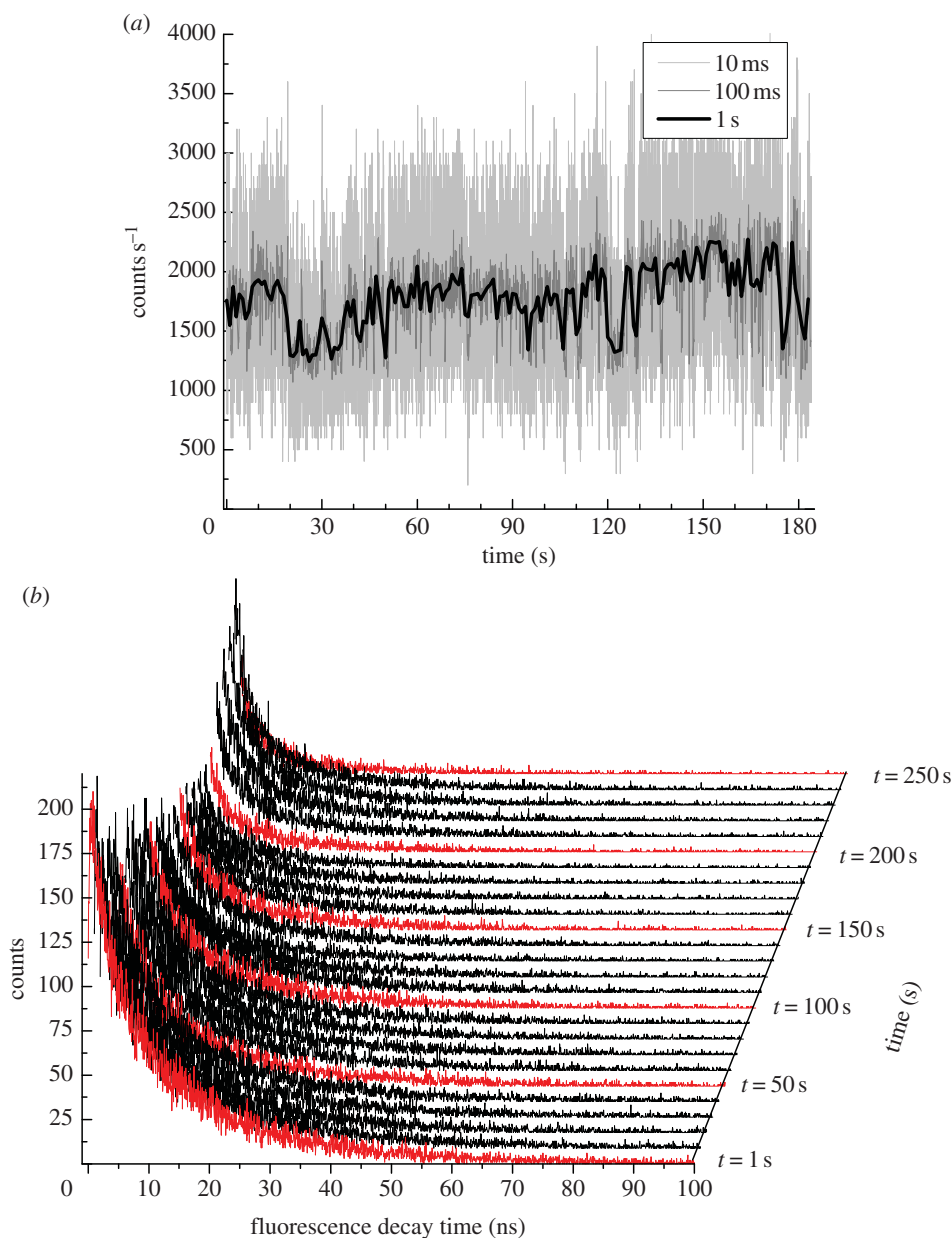 (a)
4000
3500
3000
2500
2000
1500
1000
500
0
counts s⁻¹
10 ms
100 ms
1 s
0 30 60 90 120 150 180
time (s)
(b)
200
175
150
125
100
75
50
25
counts
t = 250 s
t = 200 s
t = 150 s
t = 100 s
t = 50 s
t = 1 s
time (s)
0 10 20 30 40 50 60 70 80 90 100
fluorescence decay time (ns)